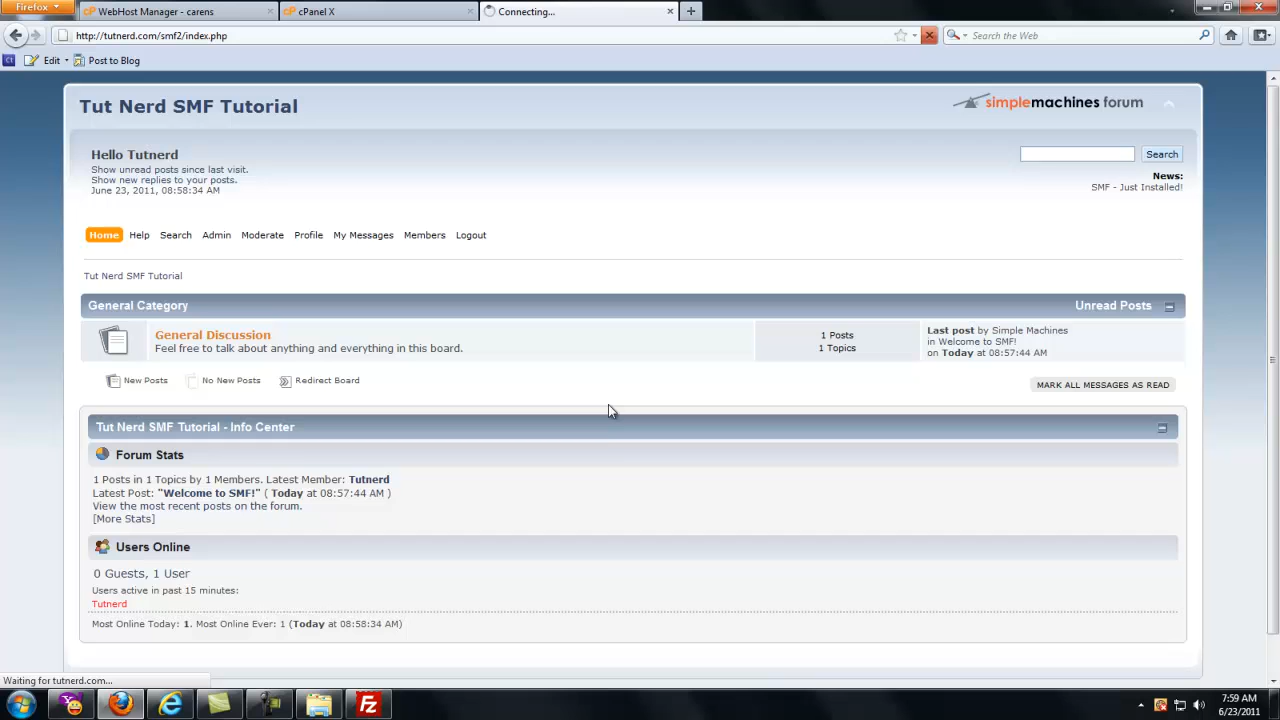 Firefox
cP WebHost Manager - carens
cP cPanel X
Connecting...
http://tutnerd.com/smf2/index.php
Search the Web
Edit
Post to Blog
Tut Nerd SMF Tutorial
simplemachines forum
Hello Tutnerd
Show unread posts since last visit.
Show new replies to your posts.
June 23, 2011, 08:58:34 AM
Search
News:
SMF - Just Installed!
Home Help Search Admin Moderate Profile My Messages Members Logout
Tut Nerd SMF Tutorial
General Category
Unread Posts
General Discussion
Feel free to talk about anything and everything in this board.
1 Posts
1 Topics
Last post by Simple Machines
in Welcome to SMF!
on Today at 08:57:44 AM
New Posts
No New Posts
Redirect Board
MARK ALL MESSAGES AS READ
Tut Nerd SMF Tutorial - Info Center
Forum Stats
1 Posts in 1 Topics by 1 Members. Latest Member: Tutnerd
Latest Post: "Welcome to SMF!" ( Today at 08:57:44 AM )
View the most recent posts on the forum.
[More Stats]
Users Online
0 Guests, 1 User
Users active in past 15 minutes:
Tutnerd
Most Online Today: 1. Most Online Ever: 1 (Today at 08:58:34 AM)
Waiting for tutnerd.com...
7:59 AM
6/23/2011